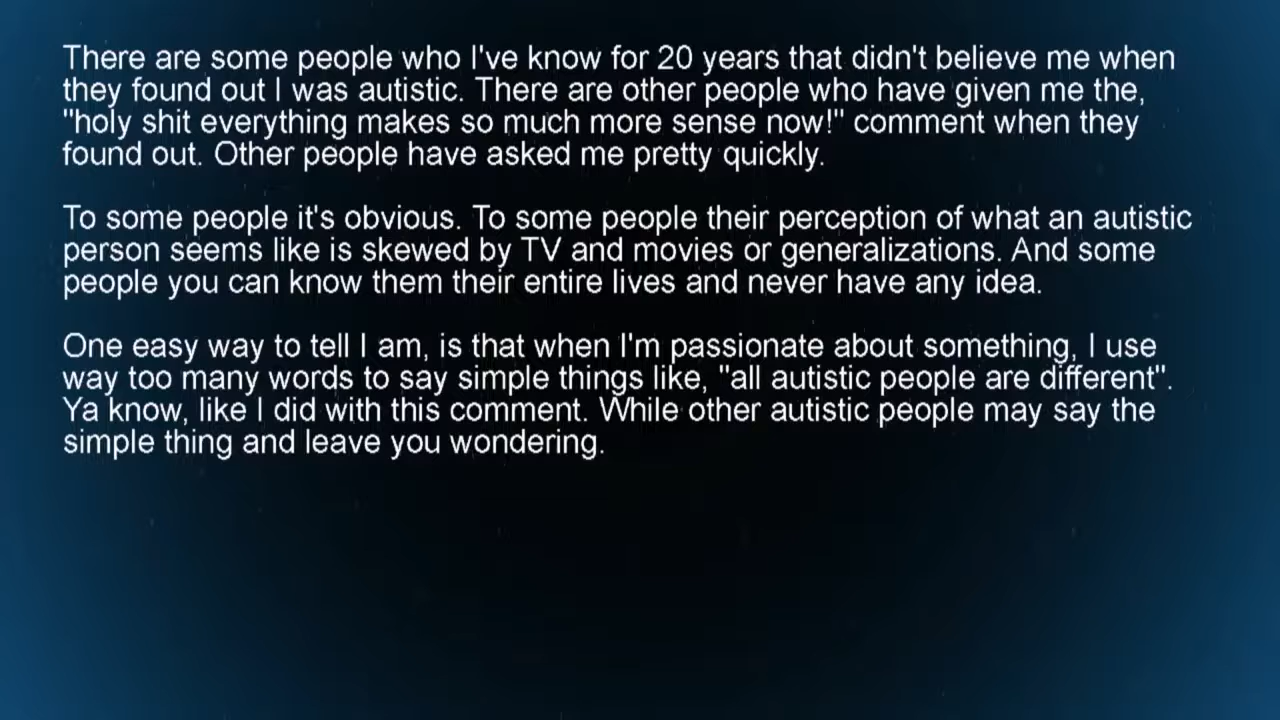 There are some people who I've know for 20 years that didn't believe me when
they found out I was autistic. There are other people who have given me the,
"holy shit everything makes so much more sense now!" comment when they
found out. Other people have asked me pretty quickly.
To some people it's obvious. To some people their perception of what an autistic
person seems like is skewed by TV and movies or generalizations. And some
people you can know them their entire lives and never have any idea.
One easy way to tell I am, is that when I'm passionate about something, I use
way too many words to say simple things like, "all autistic people are different".
Ya know, like I did with this comment. While other autistic people may say the
simple thing and leave you wondering.